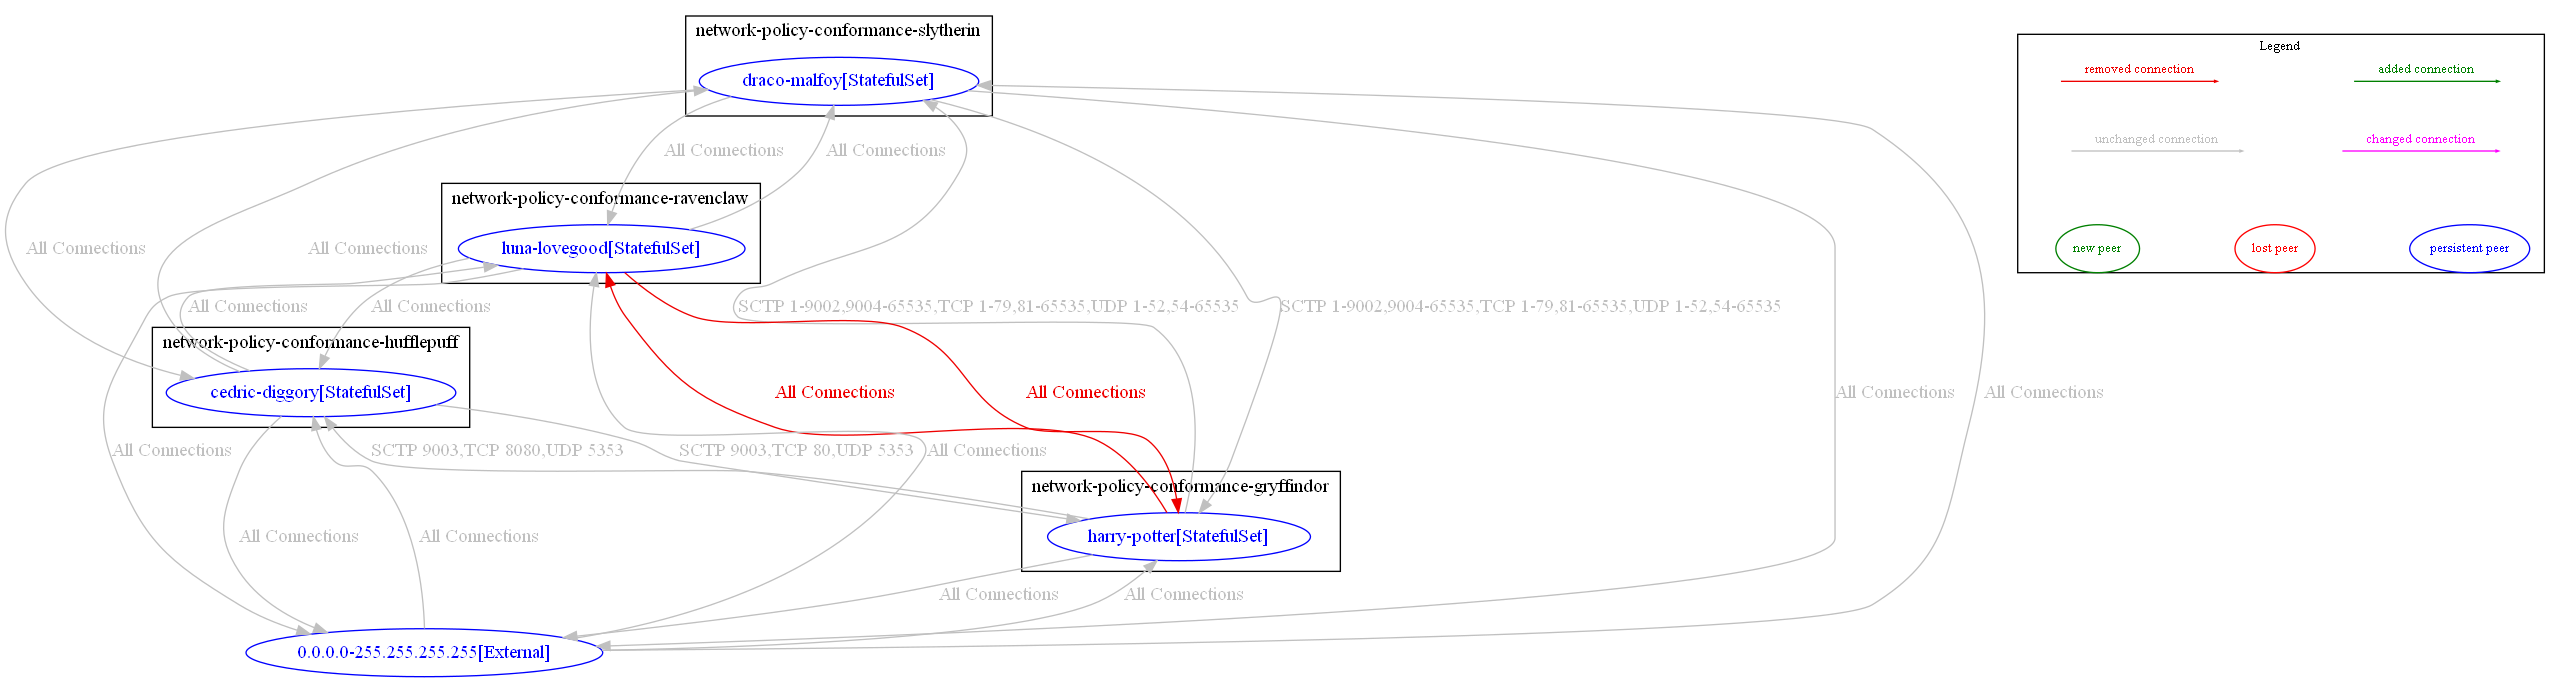 network-policy-conformance-slytherin
draco-malfoy[StatefulSet]
Legend
removed connection
added connection
unchanged connection
changed connection
new peer
lost peer
persistent peer
All Connections
All Connections
network-policy-conformance-ravenclaw
luna-lovegood[StatefulSet]
All Connections
All Connections
All Connections
All Connections
SCTP 1-9002,9004-65535,TCP 1-79,81-65535,UDP 1-52,54-65535
SCTP 1-9002,9004-65535,TCP 1-79,81-65535,UDP 1-52,54-65535
network-policy-conformance-hufflepuff
cedric-diggory[StatefulSet]
All Connections
All Connections
All Connections
All Connections
All Connections
SCTP 9003,TCP 8080,UDP 5353
SCTP 9003,TCP 80,UDP 5353
All Connections
network-policy-conformance-gryffindor
harry-potter[StatefulSet]
All Connections
All Connections
All Connections
All Connections
0.0.0.0-255.255.255.255[External]